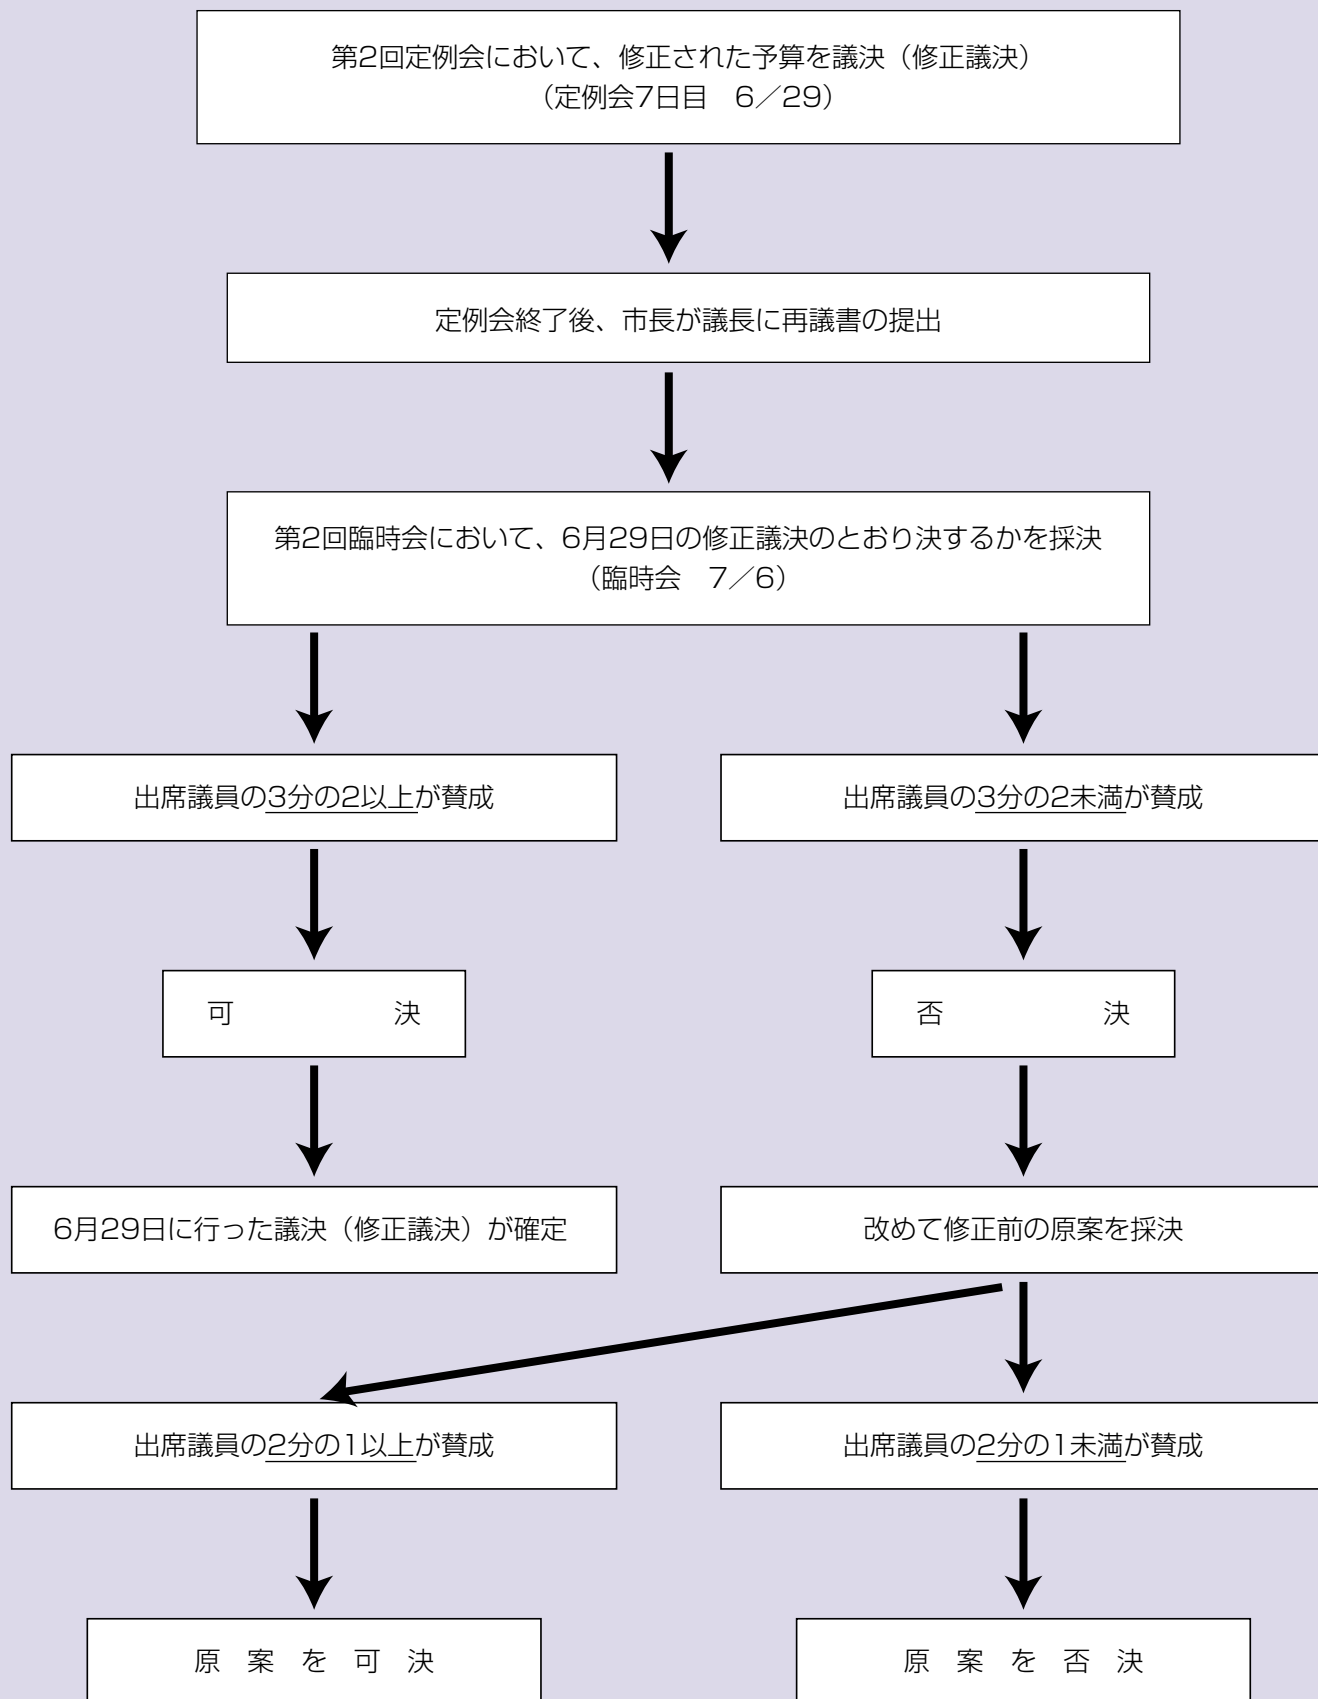 第2回定例会において、修正された予算を議決（修正議決）
（定例会7日目　6／29）
定例会終了後、市長が議長に再議書の提出
第2回臨時会において、6月29日の修正議決のとおり決するかを採決
（臨時会　7／6）
出席議員の3分の2以上が賛成
出席議員の3分の2未満が賛成
可　　　　　　決
否　　　　　　決
6月29日に行った議決（修正議決）が確定
改めて修正前の原案を採決
出席議員の2分の1以上が賛成
出席議員の2分の1未満が賛成
原　案　を　可　決
原　案　を　否　決